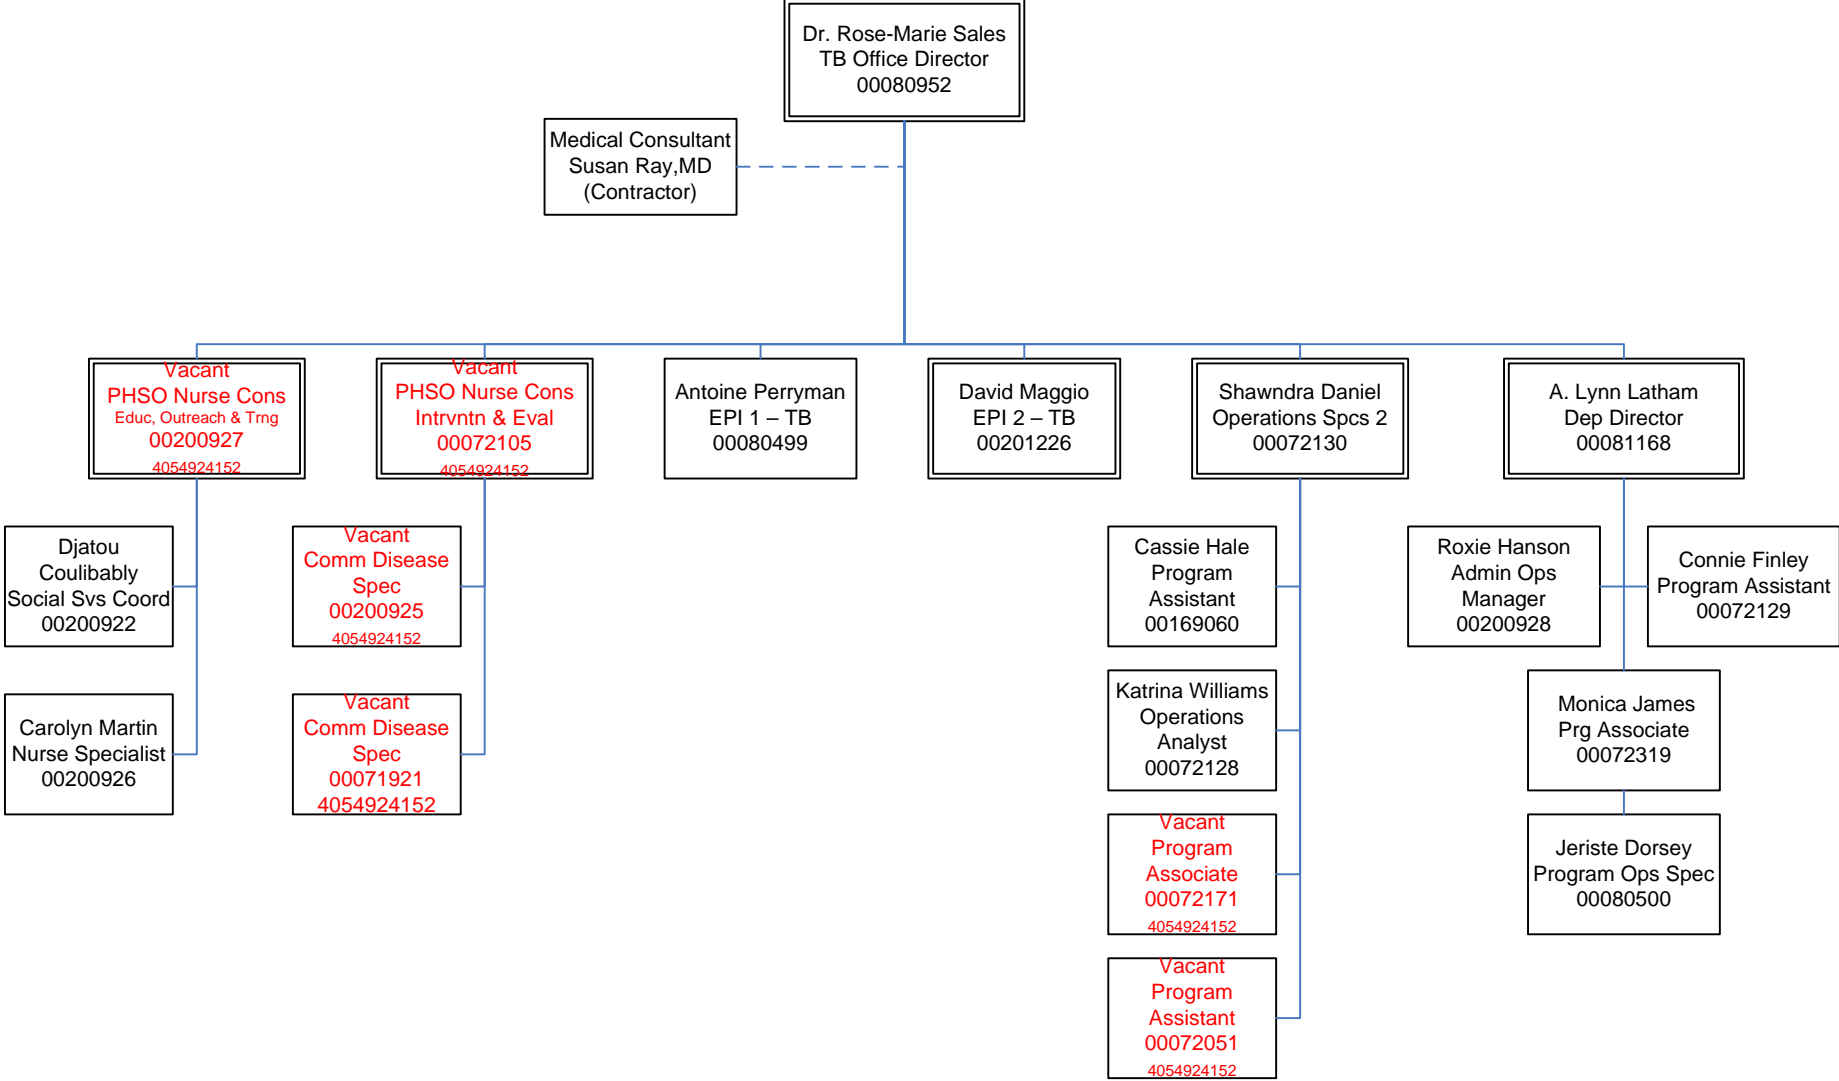 Dr. Rose-Marie Sales
TB Office Director
00080952
Medical Consultant
Susan Ray,MD
(Contractor)
Vacant
PHSO Nurse Cons
Educ, Outreach & Trng
00200927
4054924152
Vacant
PHSO Nurse Cons
Intrvntn & Eval
00072105
4054924152
Antoine Perryman
EPI 1 – TB
00080499
David Maggio
EPI 2 – TB
00201226
Shawndra Daniel
Operations Spcs 2
00072130
A. Lynn Latham
Dep Director
00081168
Djatou
Coulibably
Social Svs Coord
00200922
Vacant
Comm Disease
Spec
00200925
4054924152
Cassie Hale
Program
Assistant
00169060
Roxie Hanson
Admin Ops
Manager
00200928
Connie Finley
Program Assistant
00072129
Carolyn Martin
Nurse Specialist
00200926
Vacant
Comm Disease
Spec
00071921
4054924152
Katrina Williams
Operations
Analyst
00072128
Monica James
Prg Associate
00072319
Vacant
Program
Associate
00072171
4054924152
Jeriste Dorsey
Program Ops Spec
00080500
Vacant
Program
Assistant
00072051
4054924152